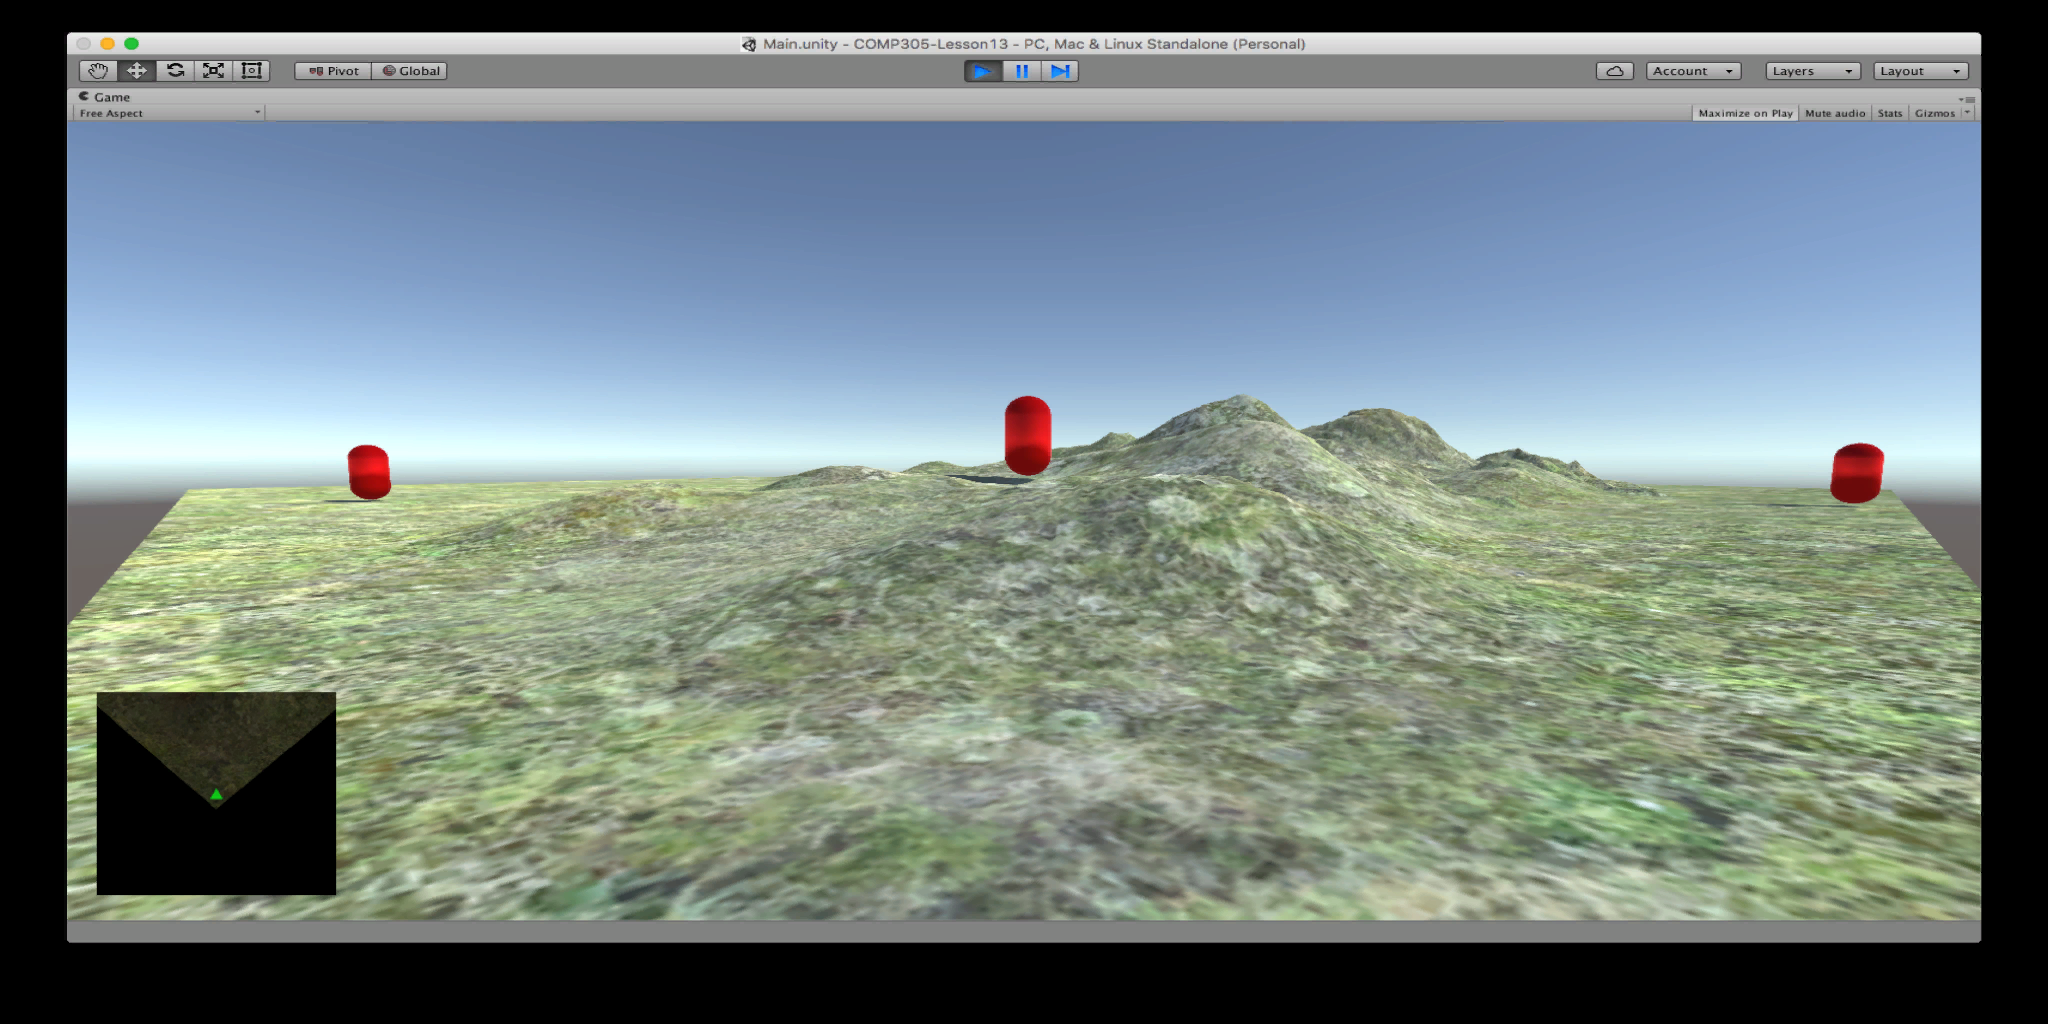 Main.unity - COMP305-Lesson13 - PC, Mac & Linux Standalone (Personal)
Pivot Global Account Layers Layout
Game
Free Aspect Maximize on Play Mute audio Stats Gizmos